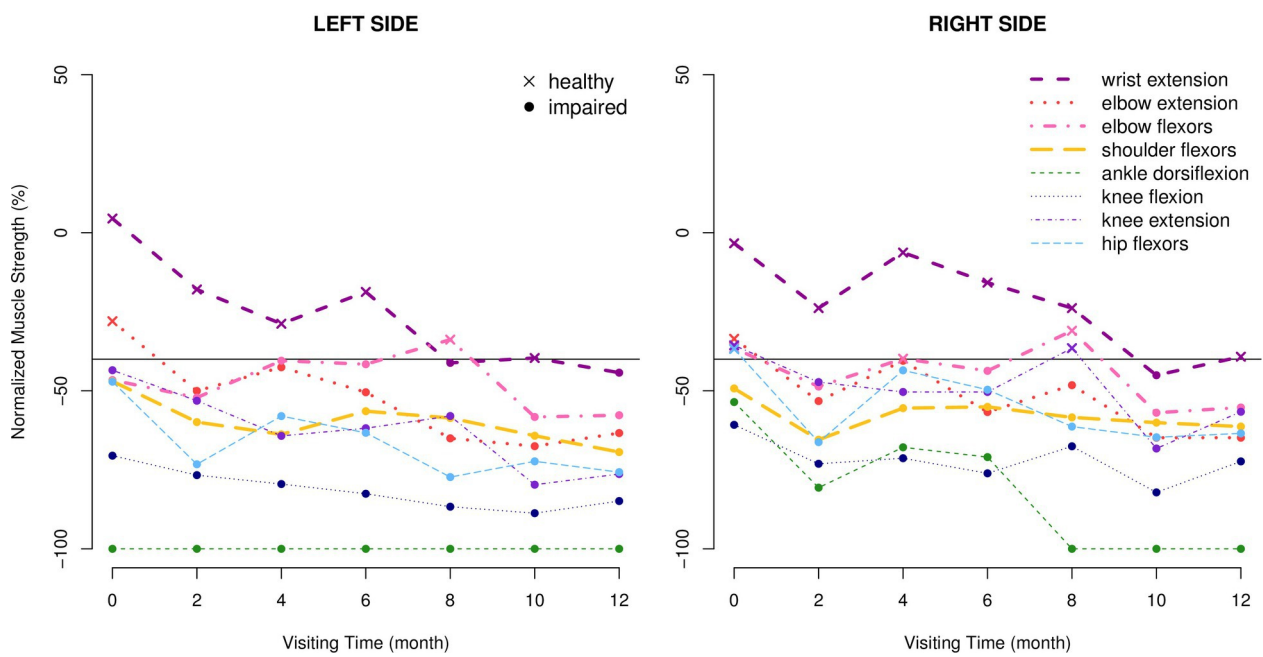 LEFT SIDE
RIGHT SIDE
Normalized Muscle Strength (%)
50
0
−50
−100
healthy
impaired
0 2 4 6 8 10 12
Visiting Time (month)
50
0
−50
−100
wrist extension
elbow extension
elbow flexors
shoulder flexors
ankle dorsiflexion
knee flexion
knee extension
hip flexors
0 2 4 6 8 10 12
Visiting Time (month)